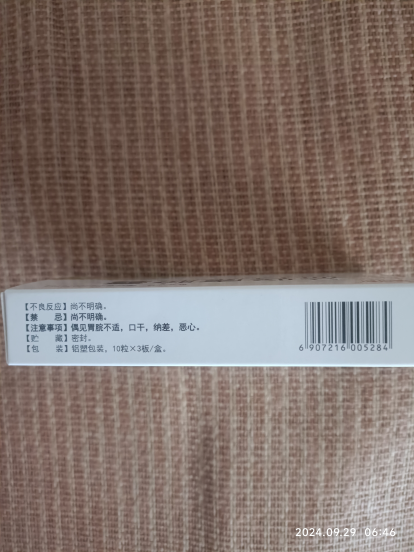 【不良反应】尚不明确。
【禁　　忌】尚不明确。
【注意事项】偶见胃脘不适，口干，纳差，恶心。
【贮　　藏】密封。
【包　　装】铝塑包装，10粒×3板/盒。
6 907216 005284
2024.09.29 06:46